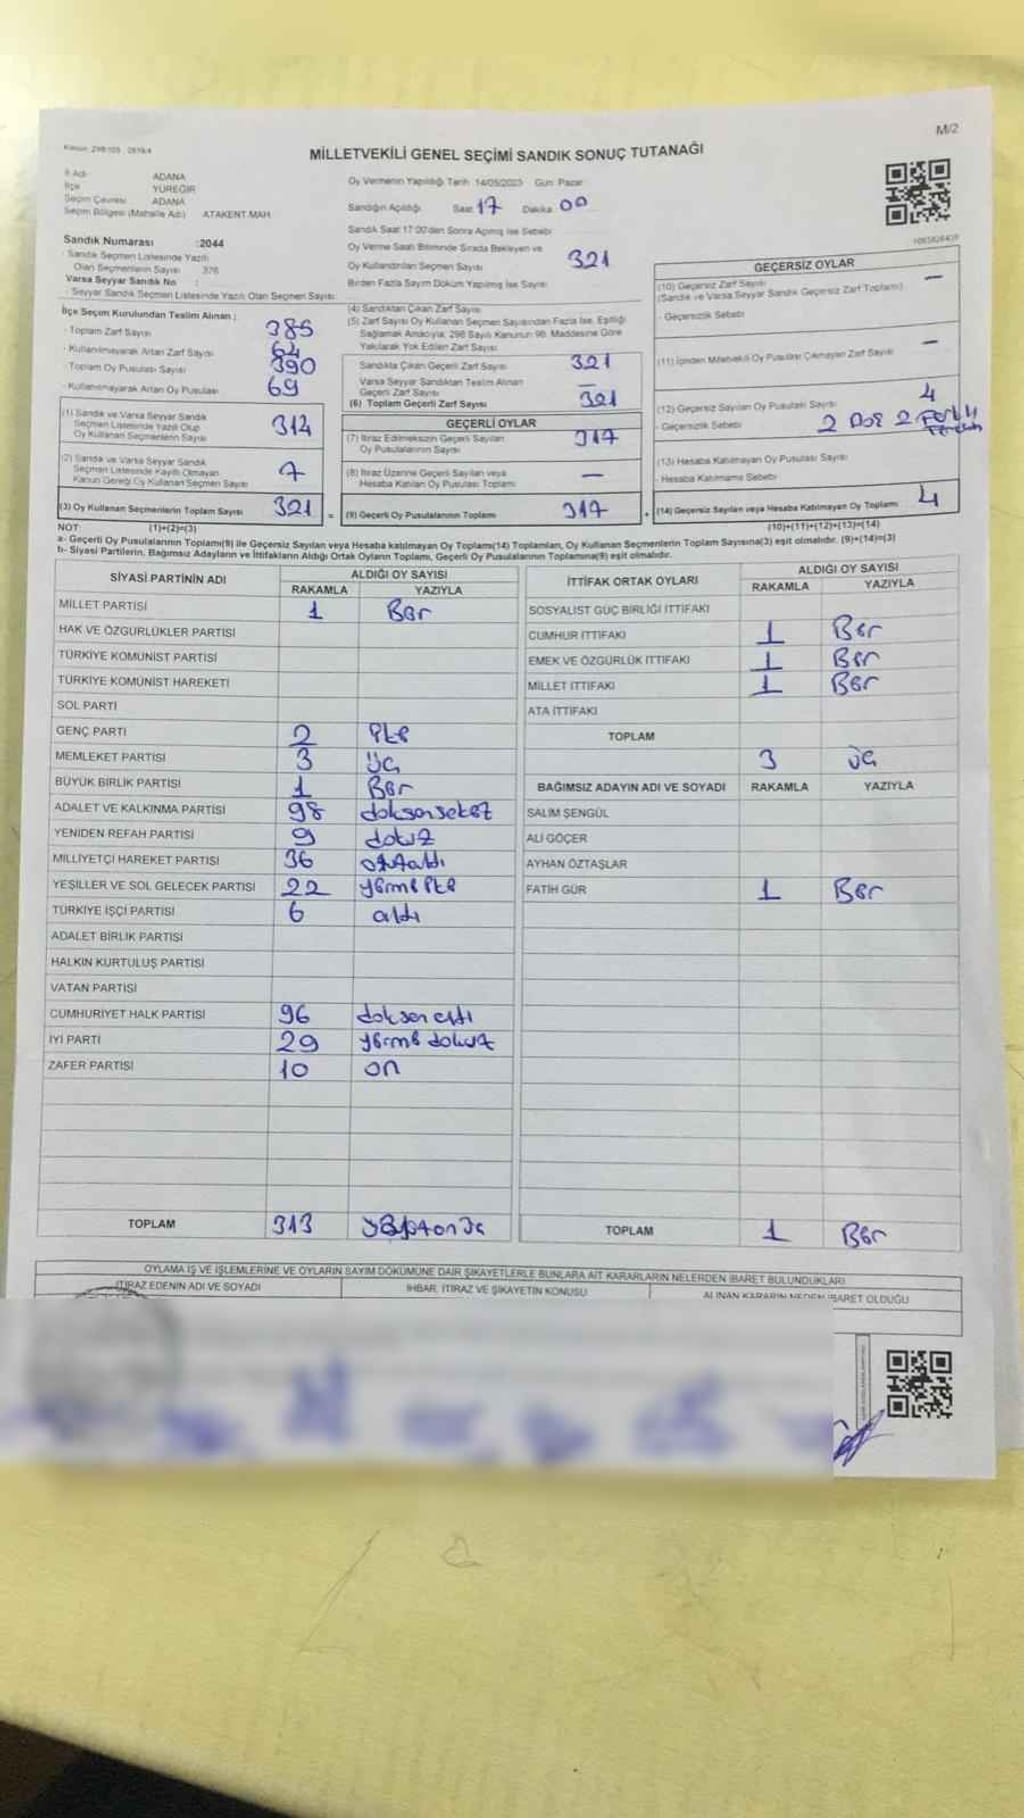 M/2
MİLLETVEKİLİ GENEL SEÇİMİ SANDIK SONUÇ TUTANAĞI
İl Adı ADANA
İlçe YÜREĞİR
Seçim Çevresi ADANA
Seçim Bölgesi (Mahalle Adı) ATAKENT MAH.
Sandık Numarası :2044
Sandık Seçmen Listesinde Yazılı
Olan Seçmenlerin Sayısı 376
Varsa Seyyar Sandık No :
Seyyar Sandık Seçmen Listesinde Yazılı Olan Seçmen Sayısı
Oy Vermenin Yapıldığı Tarih 14/05/2023 Gün Pazar
Sandığın Açıldığı Saat 17 Dakika 00
Sandık Saat 17:00'den Sonra Açılmış İse Sebebi
Oy Verme Saati Bitiminde Sırada Bekleyen ve
Oy Kullandırılan Seçmen Sayısı 321
Birden Fazla Sayım Döküm Yapılmış İse Sayısı
İlçe Seçim Kurulundan Teslim Alınan :
- Toplam Zarf Sayısı 385
- Kullanılmayarak Artan Zarf Sayısı 64
- Toplam Oy Pusulası Sayısı 390
- Kullanılmayarak Artan Oy Pusulası 69
(1) Sandık ve Varsa Seyyar Sandık
Seçmen Listesinde Yazılı Olup
Oy Kullanan Seçmenlerin Sayısı 314
(2) Sandık ve Varsa Seyyar Sandık
Seçmen Listesinde Kayıtlı Olmayan
Kanun Gereği Oy Kullanan Seçmen Sayısı 7
(3) Oy Kullanan Seçmenlerin Toplam Sayısı 321 =
(4) Sandıktan Çıkan Zarf Sayısı
(5) Zarf Sayısı Oy Kullanan Seçmen Sayısından Fazla İse, Eşitliği
Sağlamak Amacıyla, 298 Sayılı Kanunun 98. Maddesine Göre
Yakılarak Yok Edilen Zarf Sayısı
Sandıkta Çıkan Geçerli Zarf Sayısı 321
Varsa Seyyar Sandıktan Teslim Alınan
Geçerli Zarf Sayısı —
(6) Toplam Geçerli Zarf Sayısı 321
GEÇERLİ OYLAR
(7) İtiraz Edilmeksizin Geçerli Sayılan
Oy Pusulalarının Sayısı 317
(8) İtiraz Üzerine Geçerli Sayılan veya
Hesaba Katılan Oy Pusulası Toplamı —
(9) Geçerli Oy Pusulalarının Toplamı 317 +
GEÇERSİZ OYLAR
(10) Geçersiz Zarf Sayısı —
(Sandık ve Varsa Seyyar Sandık Geçersiz Zarf Toplamı)
- Geçersizlik Sebebi
(11) İçinden Milletvekili Oy Pusulası Çıkmayan Zarf Sayısı —
(12) Geçersiz Sayılan Oy Pusulası Sayısı 4
- Geçersizlik Sebebi 2 Boş 2 Farklı
(13) Hesaba Katılmayan Oy Pusulası Sayısı
- Hesaba Katılmama Sebebi
(14) Geçersiz Sayılan veya Hesaba Katılmayan Oy Toplamı 4
NOT: (1)+(2)=(3) (10)+(11)+(12)+(13)=(14)
a- Geçerli Oy Pusulalarının Toplamı(9) ile Geçersiz Sayılan veya Hesaba katılmayan Oy Toplamı(14) Toplamları, Oy Kullanan Seçmenlerin Toplam Sayısına(3) eşit olmalıdır. (9)+(14)=(3)
b- Siyasi Partilerin, Bağımsız Adayların ve İttifakların Aldığı Ortak Oyların Toplamı, Geçerli Oy Pusulalarının Toplamına(9) eşit olmalıdır.
SİYASİ PARTİNİN ADI ALDIĞI OY SAYISI
RAKAMLA YAZIYLA
MİLLET PARTİSİ 1 Bir
HAK VE ÖZGÜRLÜKLER PARTİSİ
TÜRKİYE KOMÜNİST PARTİSİ
TÜRKİYE KOMÜNİST HAREKETİ
SOL PARTİ
GENÇ PARTİ 2 iki
MEMLEKET PARTİSİ 3 Üç
BÜYÜK BİRLİK PARTİSİ 1 Bir
ADALET VE KALKINMA PARTİSİ 98 doksansekiz
YENİDEN REFAH PARTİSİ 9 dokuz
MİLLİYETÇİ HAREKET PARTİSİ 36 otuzaltı
YEŞİLLER VE SOL GELECEK PARTİSİ 22 yirmi iki
TÜRKİYE İŞÇİ PARTİSİ 6 altı
ADALET BİRLİK PARTİSİ
HALKIN KURTULUŞ PARTİSİ
VATAN PARTİSİ
CUMHURİYET HALK PARTİSİ 96 doksan altı
İYİ PARTİ 29 yirmi dokuz
ZAFER PARTİSİ 10 on
TOPLAM 313 üçyüzonüç
İTTİFAK ORTAK OYLARI ALDIĞI OY SAYISI
RAKAMLA YAZIYLA
SOSYALİST GÜÇ BİRLİĞİ İTTİFAKI
CUMHUR İTTİFAKI 1 Bir
EMEK VE ÖZGÜRLÜK İTTİFAKI 1 Bir
MİLLET İTTİFAKI 1 Bir
ATA İTTİFAKI
TOPLAM
3 üç
BAĞIMSIZ ADAYIN ADI VE SOYADI RAKAMLA YAZIYLA
SALİM ŞENGÜL
ALİ GÖÇER
AYHAN ÖZTAŞLAR
FATİH GÜR 1 Bir
TOPLAM 1 Bir
OYLAMA İŞ VE İŞLEMLERİNE VE OYLARIN SAYIM DÖKÜMÜNE DAİR ŞİKAYETLERLE BUNLARA AİT KARARLARIN NELERDEN İBARET BULUNDUKLARI
İTİRAZ EDENİN ADI VE SOYADI İHBAR, İTİRAZ VE ŞİKAYETİN KONUSU ALINAN KARARIN NEDEN İBARET OLDUĞU